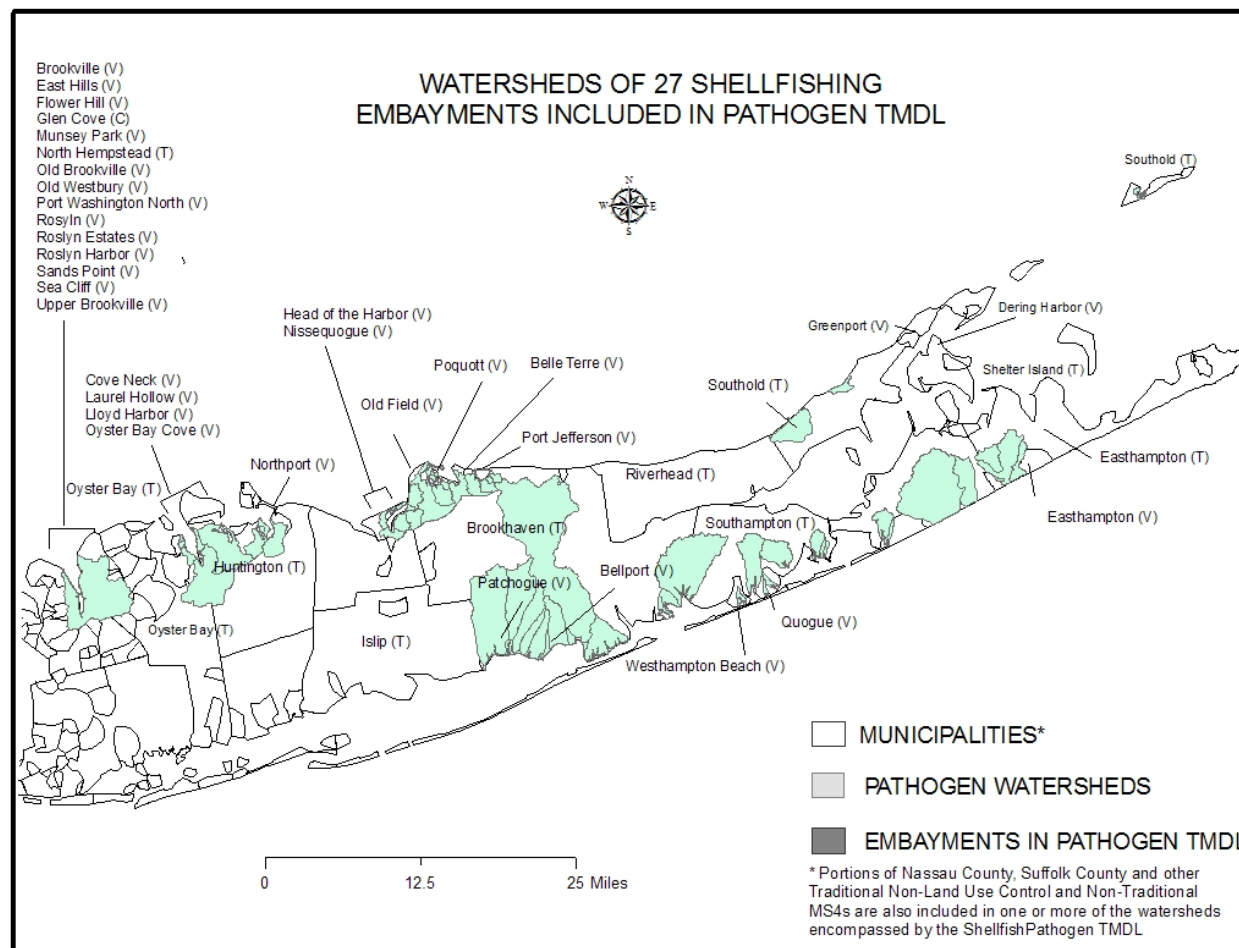 WATERSHEDS OF 27 SHELLFISHING
EMBAYMENTS INCLUDED IN PATHOGEN TMDL
Brookville (V)
East Hills (V)
Flower Hill (V)
Glen Cove (C)
Munsey Park (V)
North Hempstead (T)
Old Brookville (V)
Old Westbury (V)
Port Washington North (V)
Rosyln (V)
Roslyn Estates (V)
Roslyn Harbor (V)
Sands Point (V)
Sea Cliff (V)
Upper Brookville (V)
N
W E
S
Southold (T)
Head of the Harbor (V)
Nissequogue (V)
Dering Harbor (V)
Greenport (V)
Poquott (V)
Belle Terre (V)
Shelter Island (T)
Cove Neck (V)
Laurel Hollow (V)
Lloyd Harbor (V)
Oyster Bay Cove (V)
Southold (T)
Old Field (V)
Port Jefferson (V)
Northport (V)
Riverhead (T)
Easthampton (T)
Oyster Bay (T)
Brookhaven (T)
Southampton (T)
Easthampton (V)
Huntington (T)
Patchogue (V)
Bellport (V)
Quogue (V)
Oyster Bay (T)
Islip (T)
Westhampton Beach (V)
MUNICIPALITIES*
PATHOGEN WATERSHEDS
EMBAYMENTS IN PATHOGEN TMDL
0 12.5 25 Miles
* Portions of Nassau County, Suffolk County and other
Traditional Non-Land Use Control and Non-Traditional
MS4s are also included in one or more of the watersheds
encompassed by the ShellfishPathogen TMDL